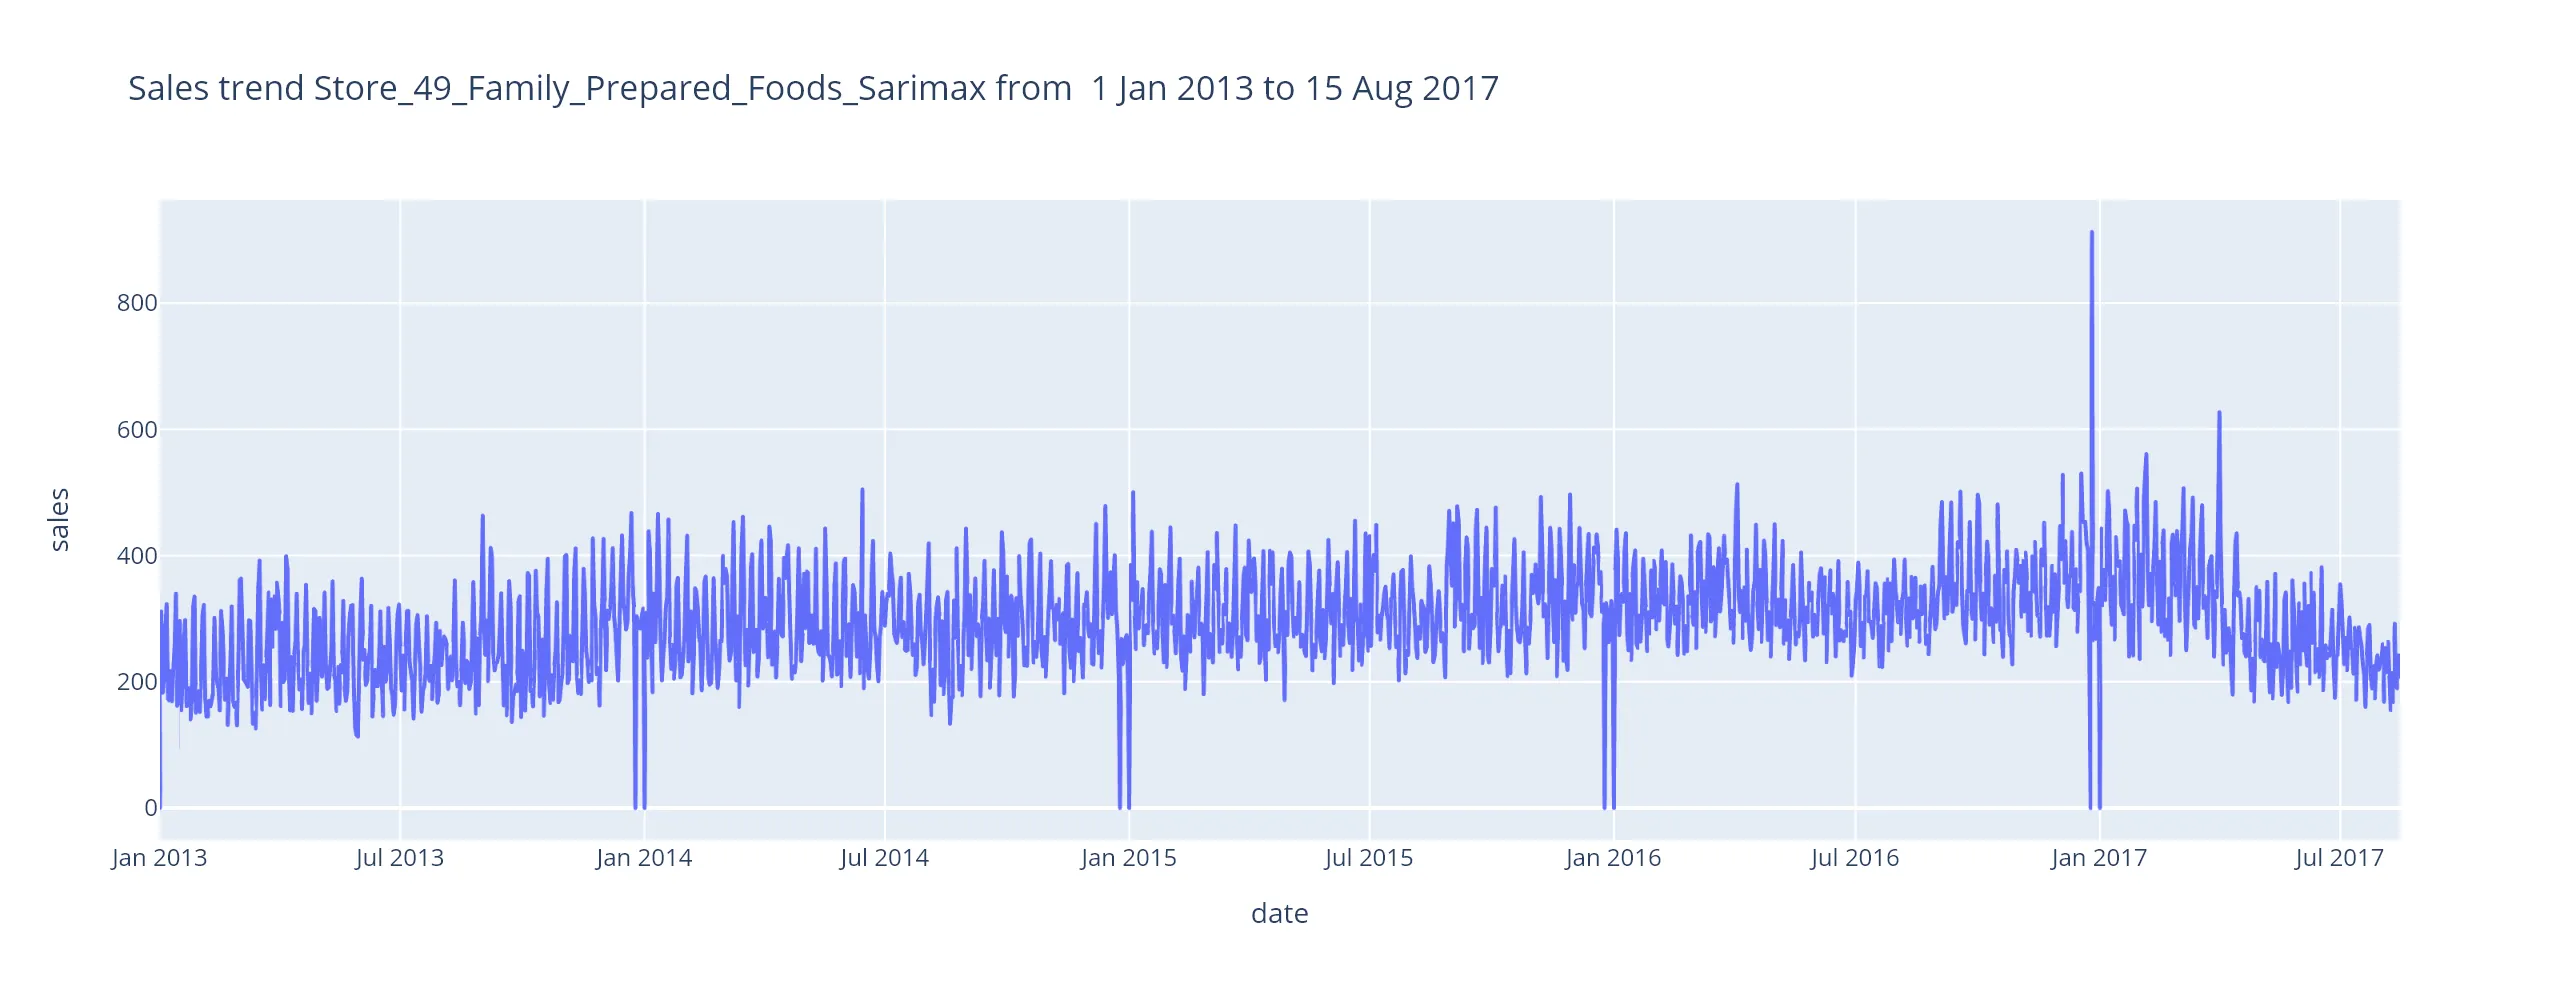 Sales trend Store_49_Family_Prepared_Foods_Sarimax from  1 Jan 2013 to 15 Aug 2017
800
600
400
200
0
sales
Jan 2013
Jul 2013
Jan 2014
Jul 2014
Jan 2015
Jul 2015
Jan 2016
Jul 2016
Jan 2017
Jul 2017
date